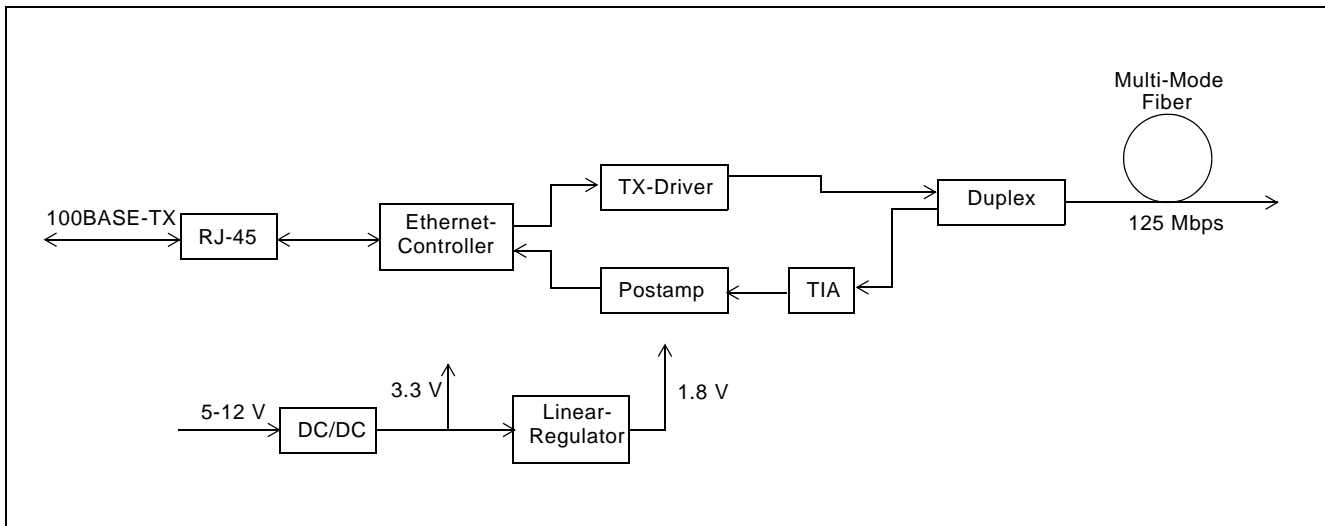 Multi-Mode
Fiber
TX-Driver
Duplex
100BASE-TX
RJ-45
Ethernet-
Controller
125 Mbps
Postamp
TIA
3.3 V
1.8 V
5-12 V
DC/DC
Linear-
Regulator